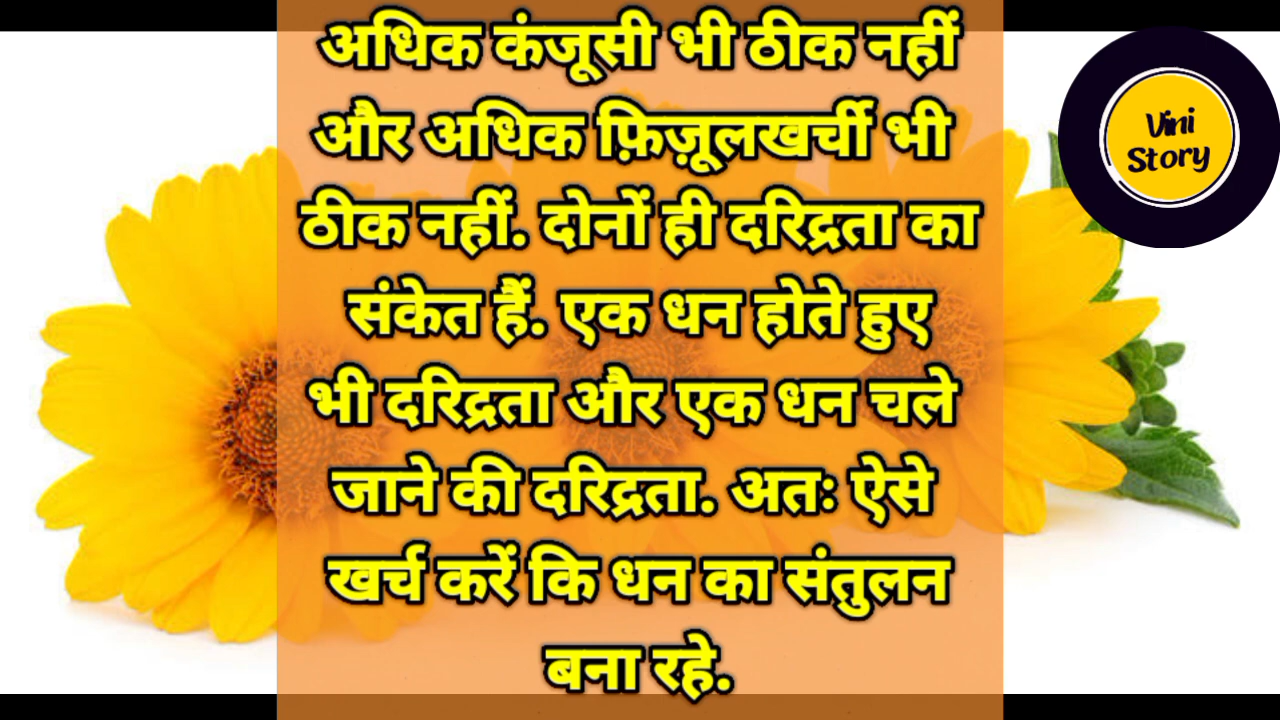 अधिक कंजूसी भी ठीक नहीं
और अधिक फ़िज़ूलखर्ची भी
ठीक नहीं. दोनों ही दरिद्रता का
संकेत हैं. एक धन होते हुए
भी दरिद्रता और एक धन चले
जाने की दरिद्रता. अतः ऐसे
खर्च करें कि धन का संतुलन
बना रहे.
Vini
Story